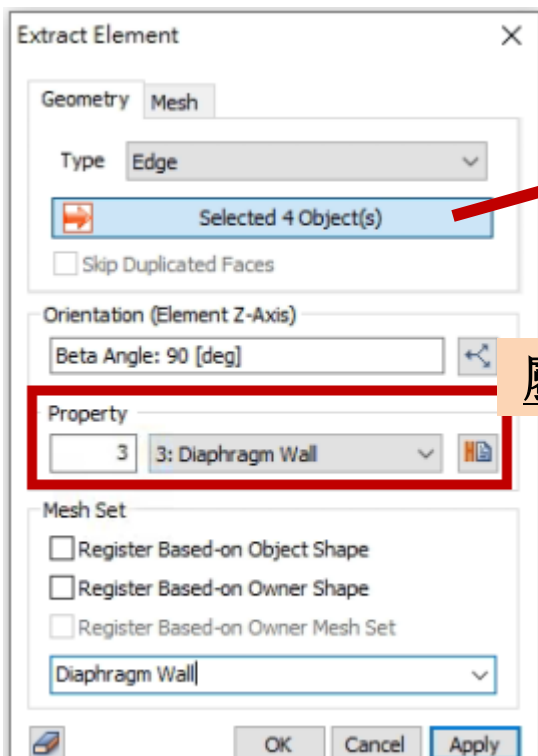 Extract Element
Geometry Mesh
Type Edge
Selected 4 Object(s)
Skip Duplicated Faces
Orientation (Element Z-Axis)
Beta Angle: 90 [deg]
Property
3 3: Diaphragm Wall
Mesh Set
Register Based-on Object Shape
Register Based-on Owner Shape
Register Based-on Owner Mesh Set
Diaphragm Wall
OK Cancel Apply